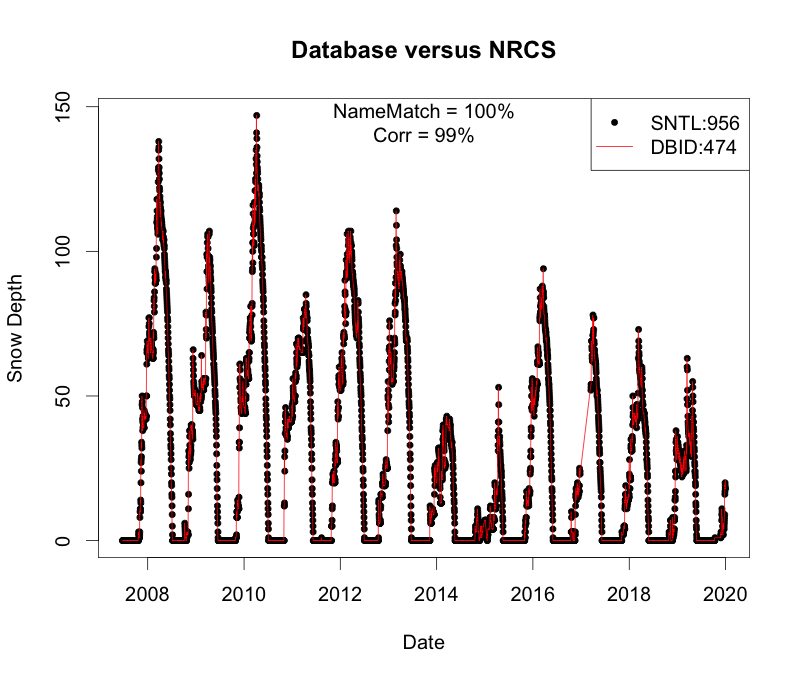 Database versus NRCS
NameMatch = 100%
Corr = 99%
SNTL:956
DBID:474
Snow Depth
150
100
50
0
2008 2010 2012 2014 2016 2018 2020
Date